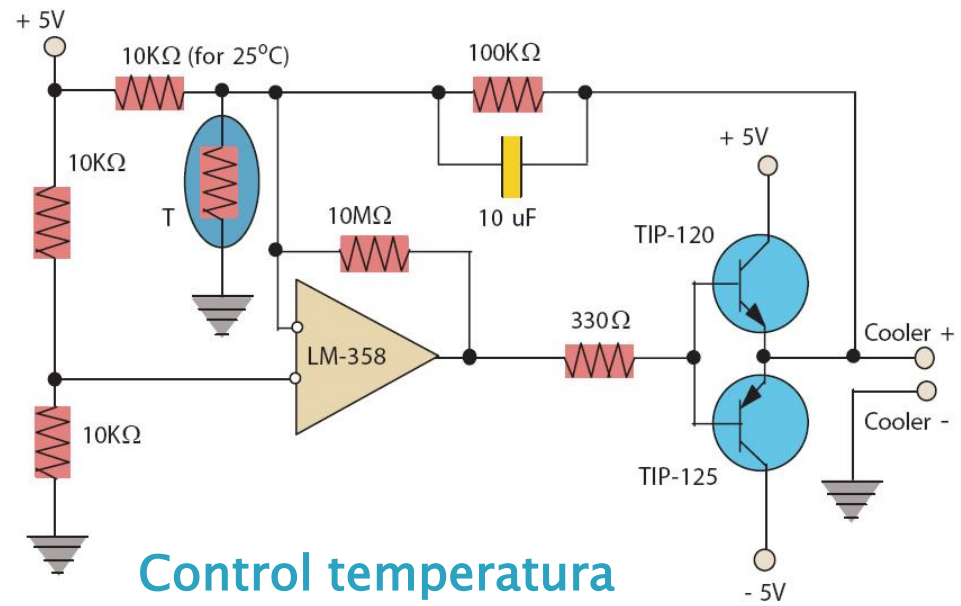 + 5V
10KΩ (for 25°C)
100KΩ
10KΩ
T
10 uF
+ 5V
10MΩ
TIP-120
330Ω
LM-358
Cooler +
10KΩ
Cooler -
TIP-125
Control temperatura
- 5V